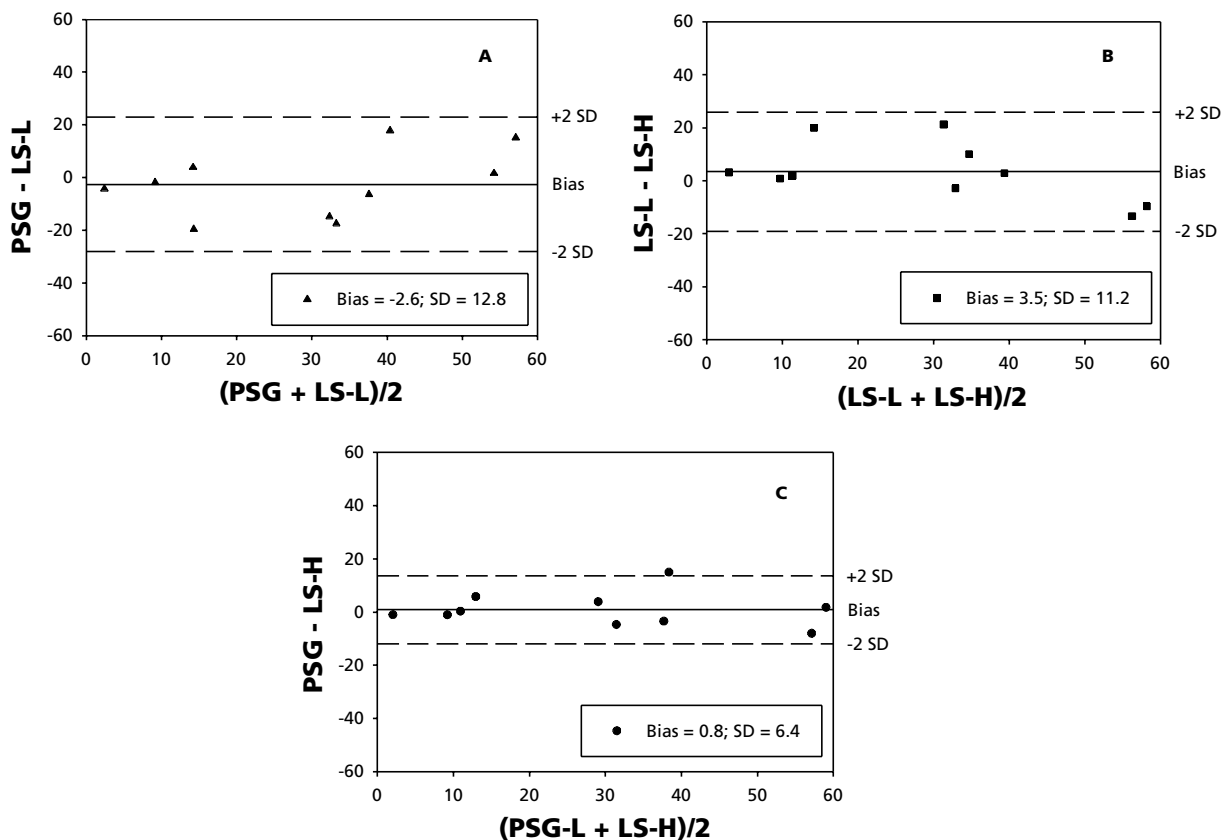 60
40
20
0
-20
-40
-60
PSG - LS-L
A
+2 SD
Bias
-2 SD
Bias = -2.6; SD = 12.8
0 10 20 30 40 50 60
(PSG + LS-L)/2
60
40
20
0
-20
-40
-60
LS-L - LS-H
B
+2 SD
Bias
-2 SD
Bias = 3.5; SD = 11.2
0 10 20 30 40 50 60
(LS-L + LS-H)/2
60
40
20
0
-20
-40
-60
PSG - LS-H
C
+2 SD
Bias
-2 SD
Bias = 0.8; SD = 6.4
0 10 20 30 40 50 60
(PSG-L + LS-H)/2